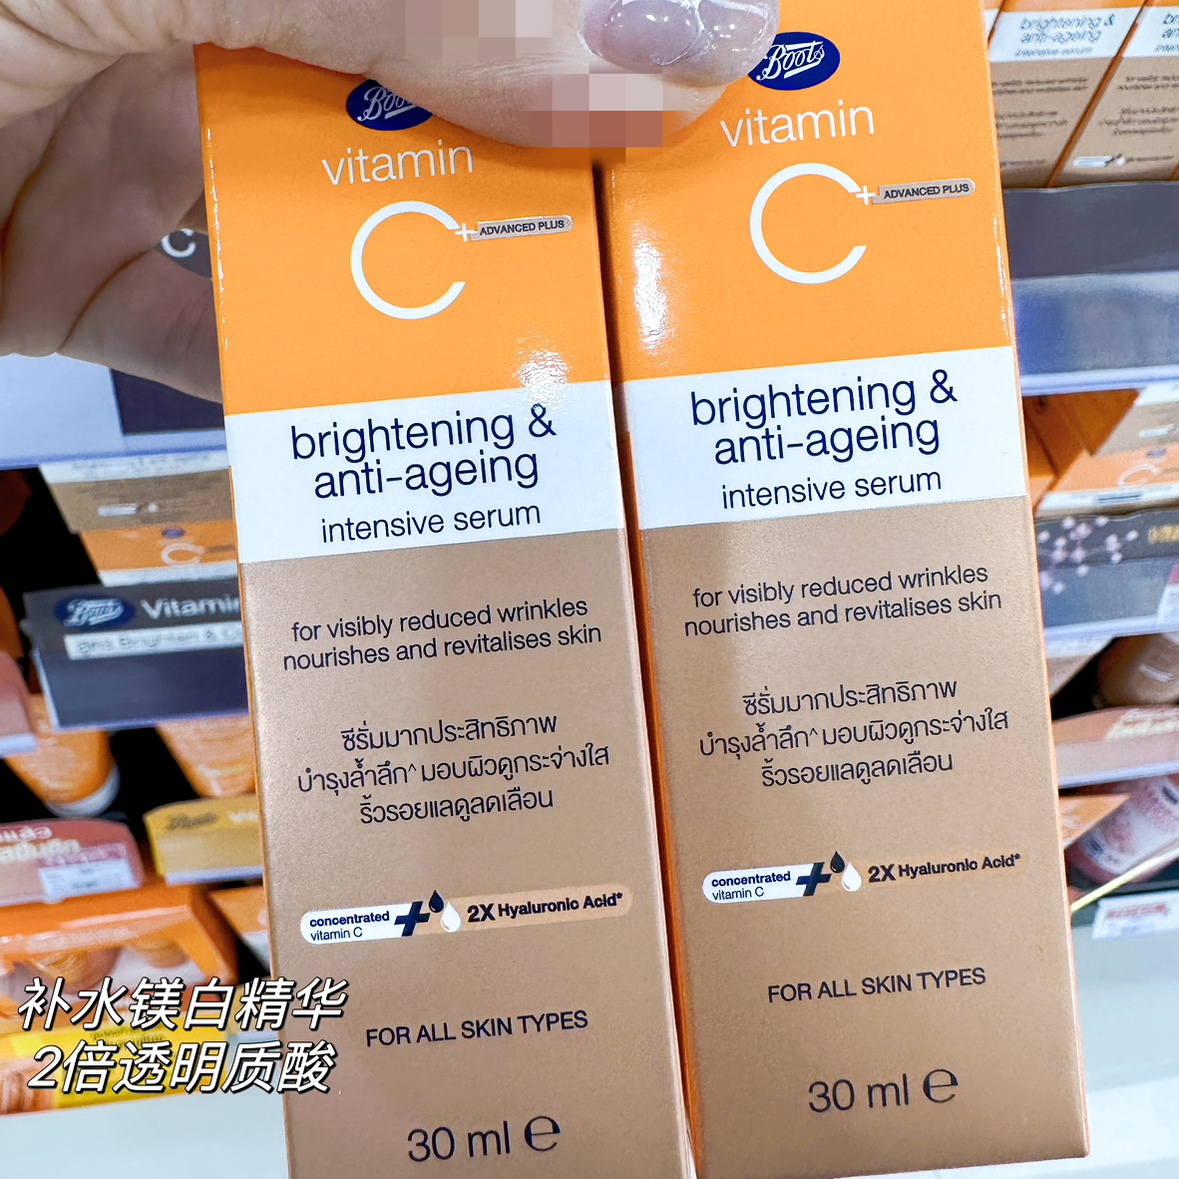 Boots
vitamin
C
+ ADVANCED PLUS
brightening &
anti-ageing
intensive serum
for visibly reduced wrinkles
nourishes and revitalises skin
ซีรั่มมากประสิทธิภาพ
บำรุงล้ำลึก^ มอบผิวดูกระจ่างใส
ริ้วรอยแลดูลดเลือน
concentrated
vitamin C
+ 2X Hyaluronic Acid*
FOR ALL SKIN TYPES
30 ml e
Boots
vitamin
C
+ ADVANCED PLUS
brightening &
anti-ageing
intensive serum
for visibly reduced wrinkles
nourishes and revitalises skin
ซีรั่มมากประสิทธิภาพ
บำรุงล้ำลึก^ มอบผิวดูกระจ่างใส
ริ้วรอยแลดูลดเลือน
concentrated
vitamin C
+ 2X Hyaluronic Acid*
FOR ALL SKIN TYPES
30 ml e
brightening &
anti-ageing
intensive serum
Boots Vitamin
补水镁白精华
2倍透明质酸